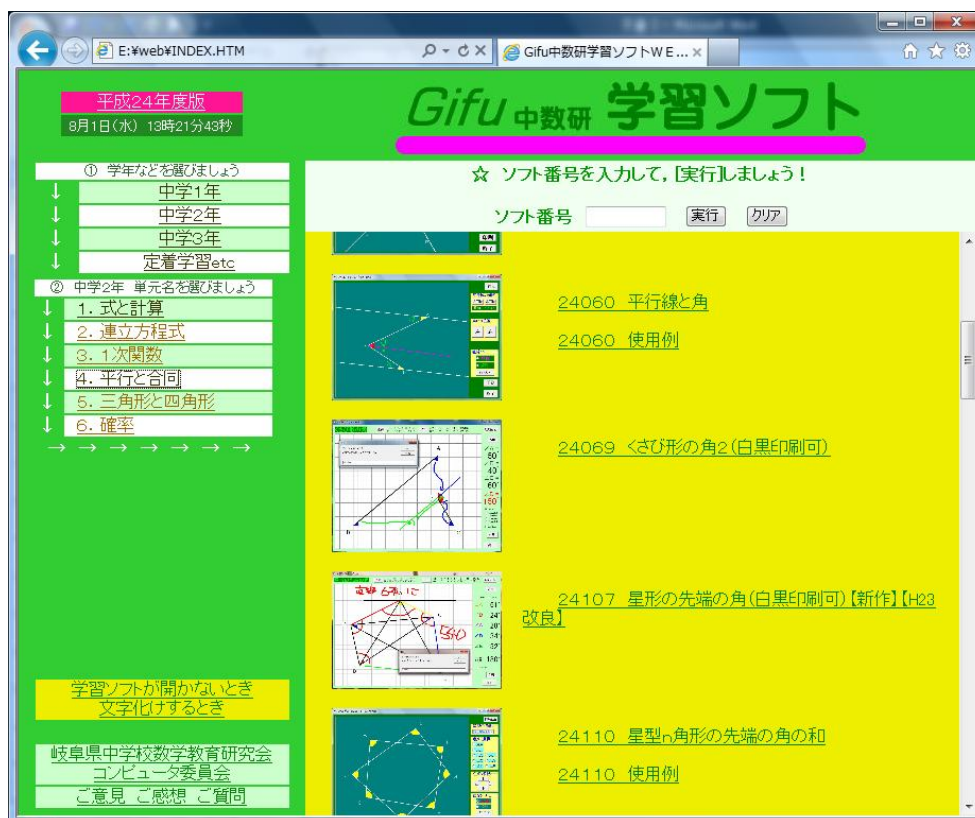 E:¥web¥INDEX.HTM
Gifu中数研学習ソフトＷＥ...
平成24年度版
8月1日(水) 13時21分43秒
Gifu 中数研 学習ソフト
① 学年などを選びましょう
↓ 中学1年
↓ 中学2年
↓ 中学3年
↓ 定着学習etc
② 中学2年 単元名を選びましょう
↓ 1. 式と計算
↓ 2. 連立方程式
↓ 3. 1次関数
↓ 4. 平行と合同
↓ 5. 三角形と四角形
↓ 6. 確率
→ → → → → → →
学習ソフトが開かないとき
文字化けするとき
岐阜県中学校数学教育研究会
コンピュータ委員会
ご意見 ご感想 ご質問
☆ ソフト番号を入力して，[実行]しましょう！
ソフト番号 実行 クリア
24060 平行線と角
24060 使用例
24069 くさび形の角2(白黒印刷可)
24107 星形の先端の角(白黒印刷可)【新作】【H23
改良】
24110 星型n角形の先端の角の和
24110 使用例